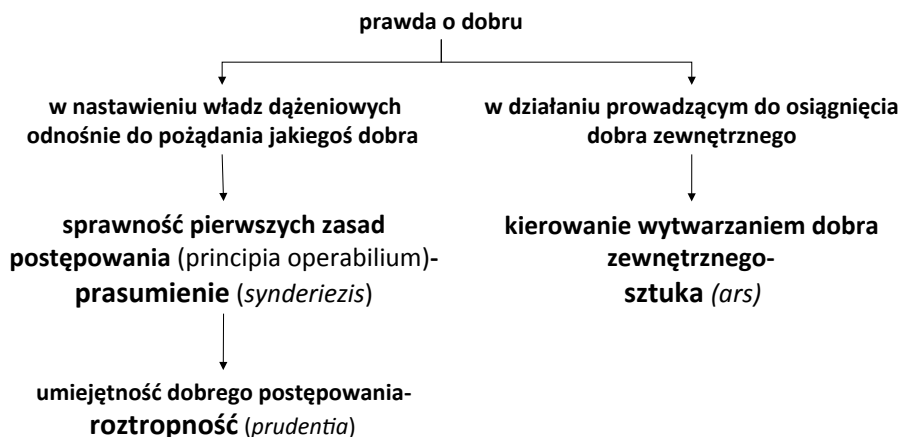 prawda o dobru
w nastawieniu władz dążeniowych
odnośnie do pożądania jakiegoś dobra
w działaniu prowadzącym do osiągnięcia
dobra zewnętrznego
sprawność pierwszych zasad
postępowania (principia operabilium)-
prasumienie (synderiezis)
kierowanie wytwarzaniem dobra
zewnętrznego-
sztuka (ars)
umiejętność dobrego postępowania-
roztropność (prudentia)